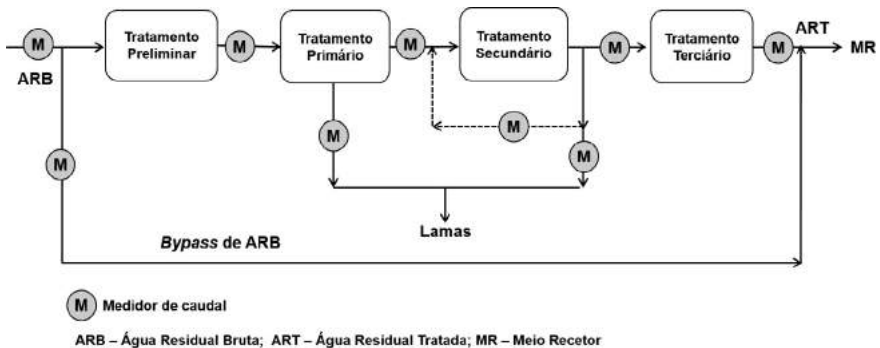 ART
M
Tratamento
Preliminar
M
Tratamento
Primário
M
Tratamento
Secundário
M
Tratamento
Terciário
M
MR
ARB
M
M
M
M
Lamas
Bypass de ARB
M Medidor de caudal
ARB – Água Residual Bruta; ART – Água Residual Tratada; MR – Meio Recetor